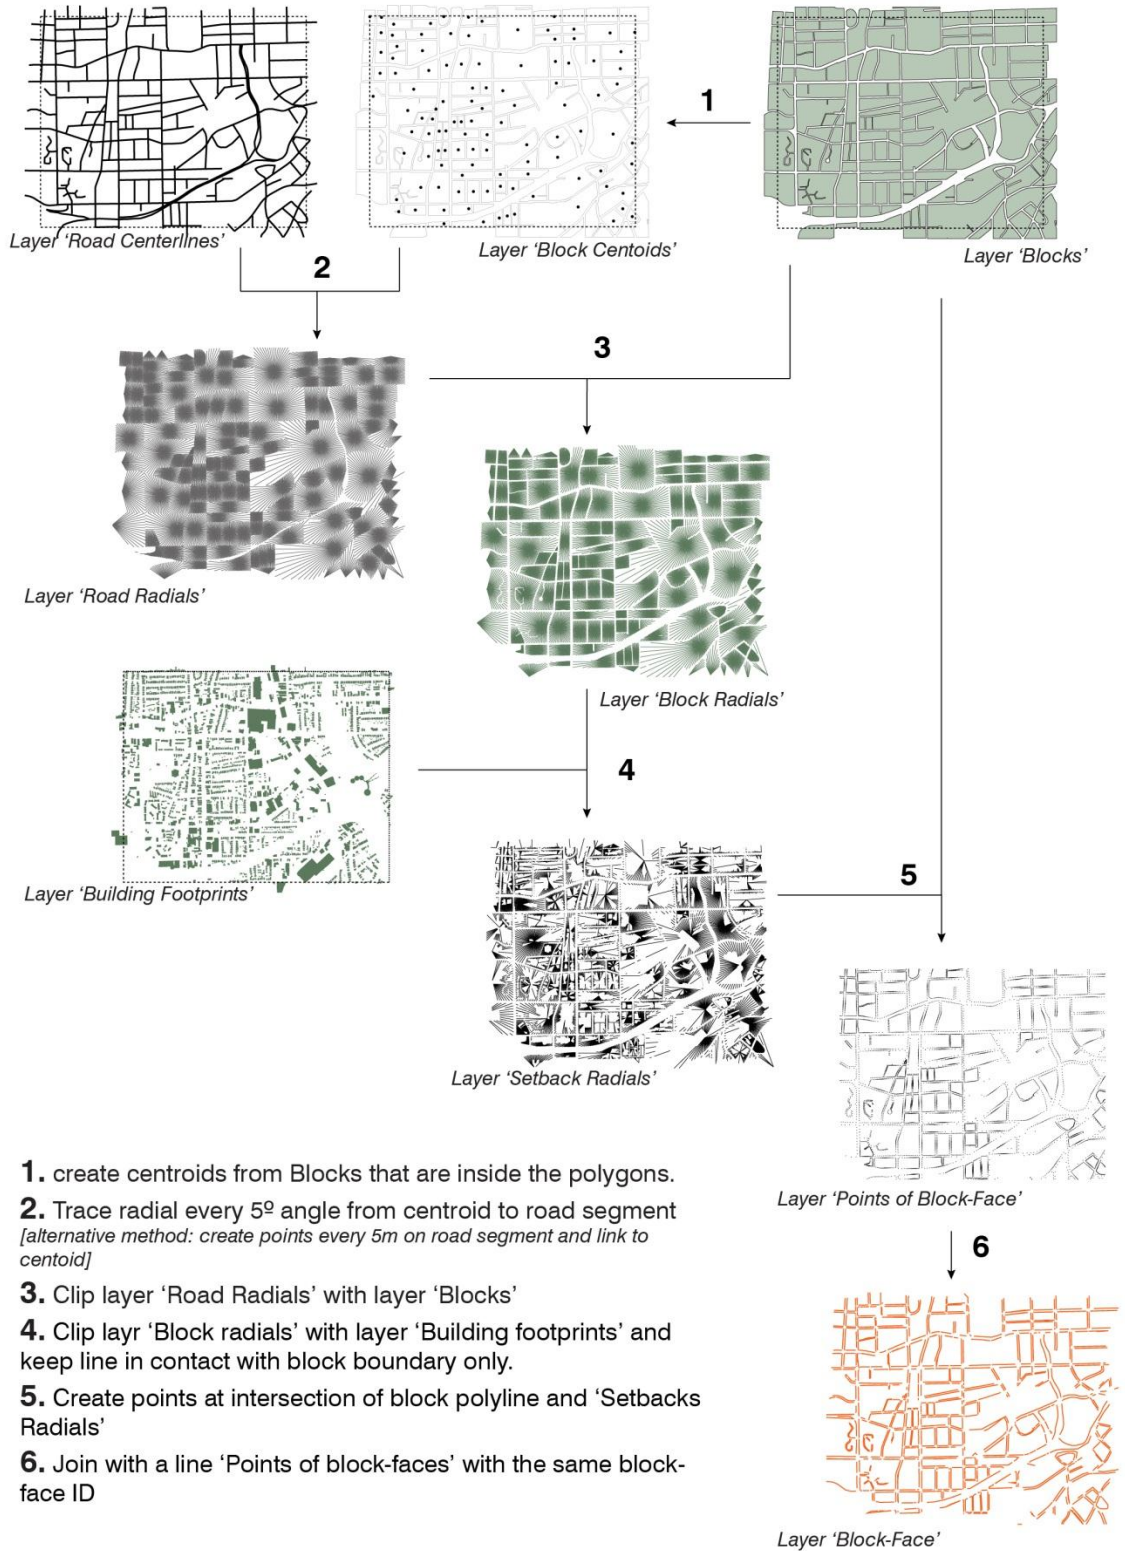 1
Layer ‘Road Centerlines’
Layer ‘Block Centoids’
Layer ‘Blocks’
2
3
Layer ‘Road Radials’
Layer ‘Block Radials’
4
Layer ‘Building Footprints’
5
Layer ‘Setback Radials’
Layer ‘Points of Block-Face’
6
Layer ‘Block-Face’
1. create centroids from Blocks that are inside the polygons.
2. Trace radial every 5º angle from centroid to road segment
[alternative method: create points every 5m on road segment and link to
centoid]
3. Clip layer ‘Road Radials’ with layer ‘Blocks’
4. Clip layr ‘Block radials’ with layer ‘Building footprints’ and
keep line in contact with block boundary only.
5. Create points at intersection of block polyline and ‘Setbacks
Radials’
6. Join with a line ‘Points of block-faces’ with the same block-
face ID